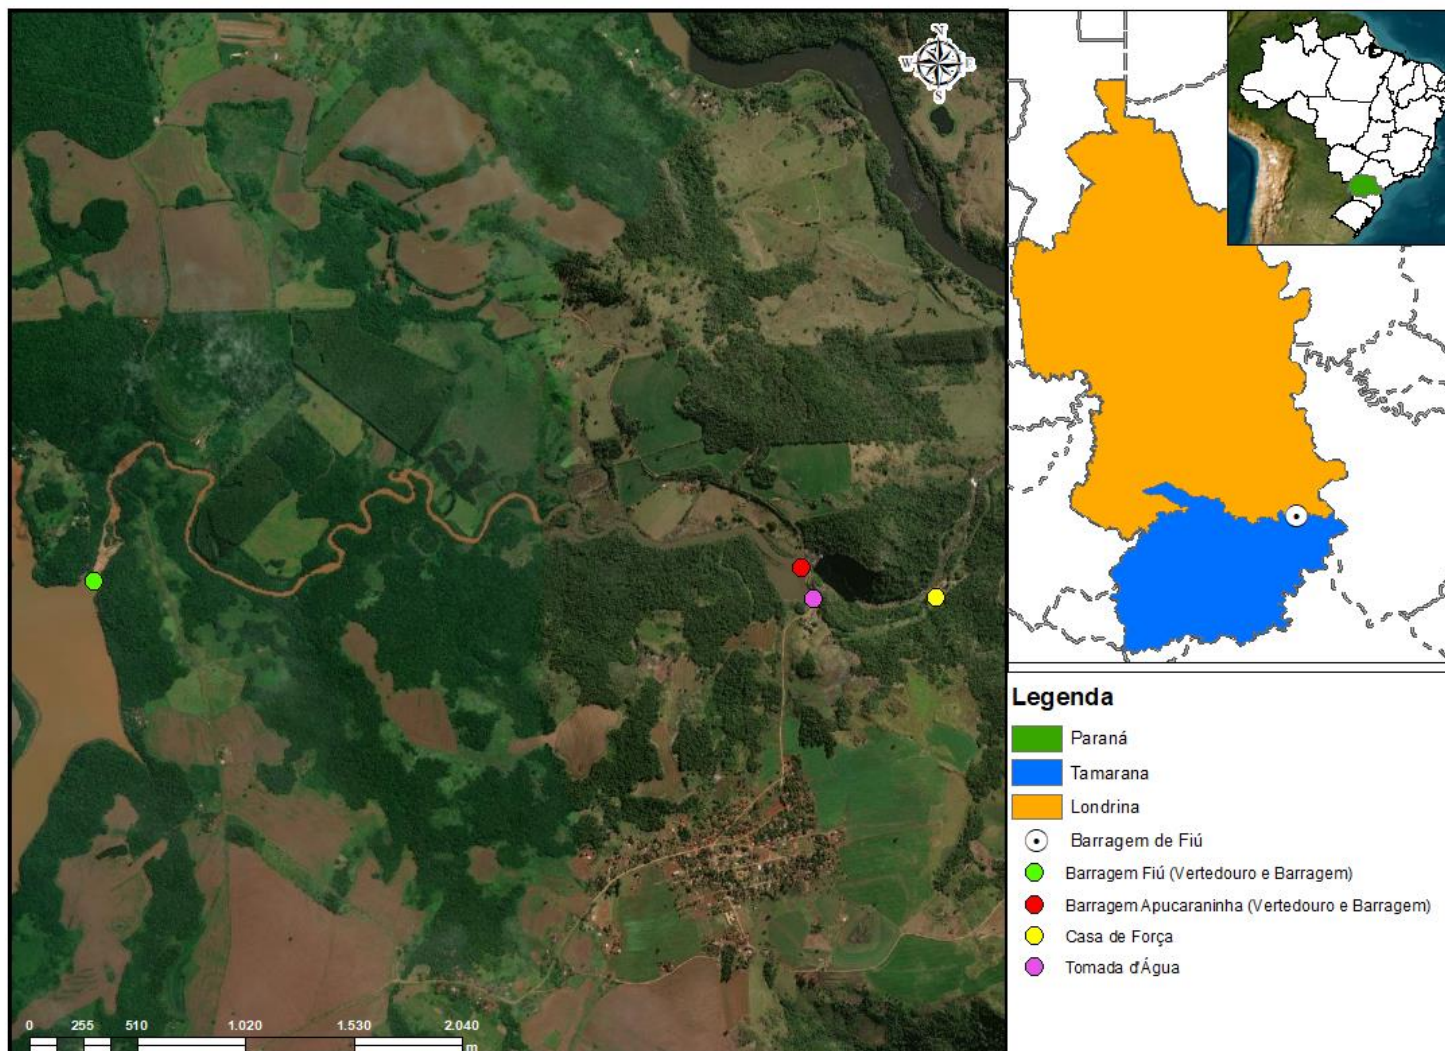 N
W E
S
Legenda
Paraná
Tamarana
Londrina
Barragem de Fiú
Barragem Fiú (Vertedouro e Barragem)
Barragem Apucaraninha (Vertedouro e Barragem)
Casa de Força
Tomada d'Água
0 255 510 1.020 1.530 2.040
m